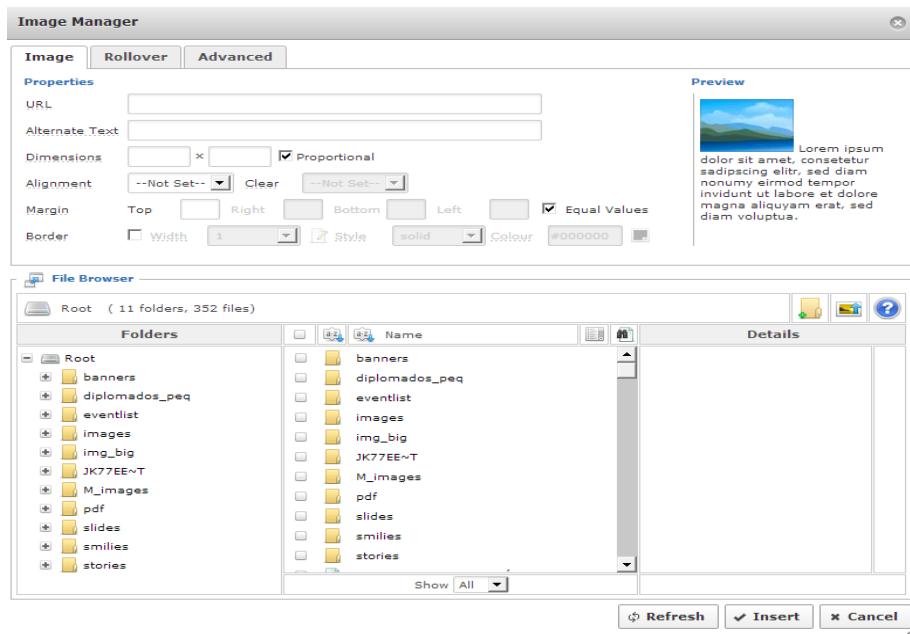 Image Manager
Image Rollover Advanced
Properties
URL
Alternate Text
Dimensions × Proportional
Alignment --Not Set-- Clear --Not Set--
Margin Top Right Bottom Left Equal Values
Border Width 1 Style solid Colour #000000
Preview
Lorem ipsum
dolor sit amet, consetetur
sadipscing elitr, sed diam
nonumy eirmod tempor
invidunt ut labore et dolore
magna aliquyam erat, sed
diam voluptua.
File Browser
Root ( 11 folders, 352 files)
Folders
Root
banners
diplomados_peq
eventlist
images
img_big
JK77EE~T
M_images
pdf
slides
smilies
stories
Name
banners
diplomados_peq
eventlist
images
img_big
JK77EE~T
M_images
pdf
slides
smilies
stories
Show All
Details
Refresh Insert Cancel